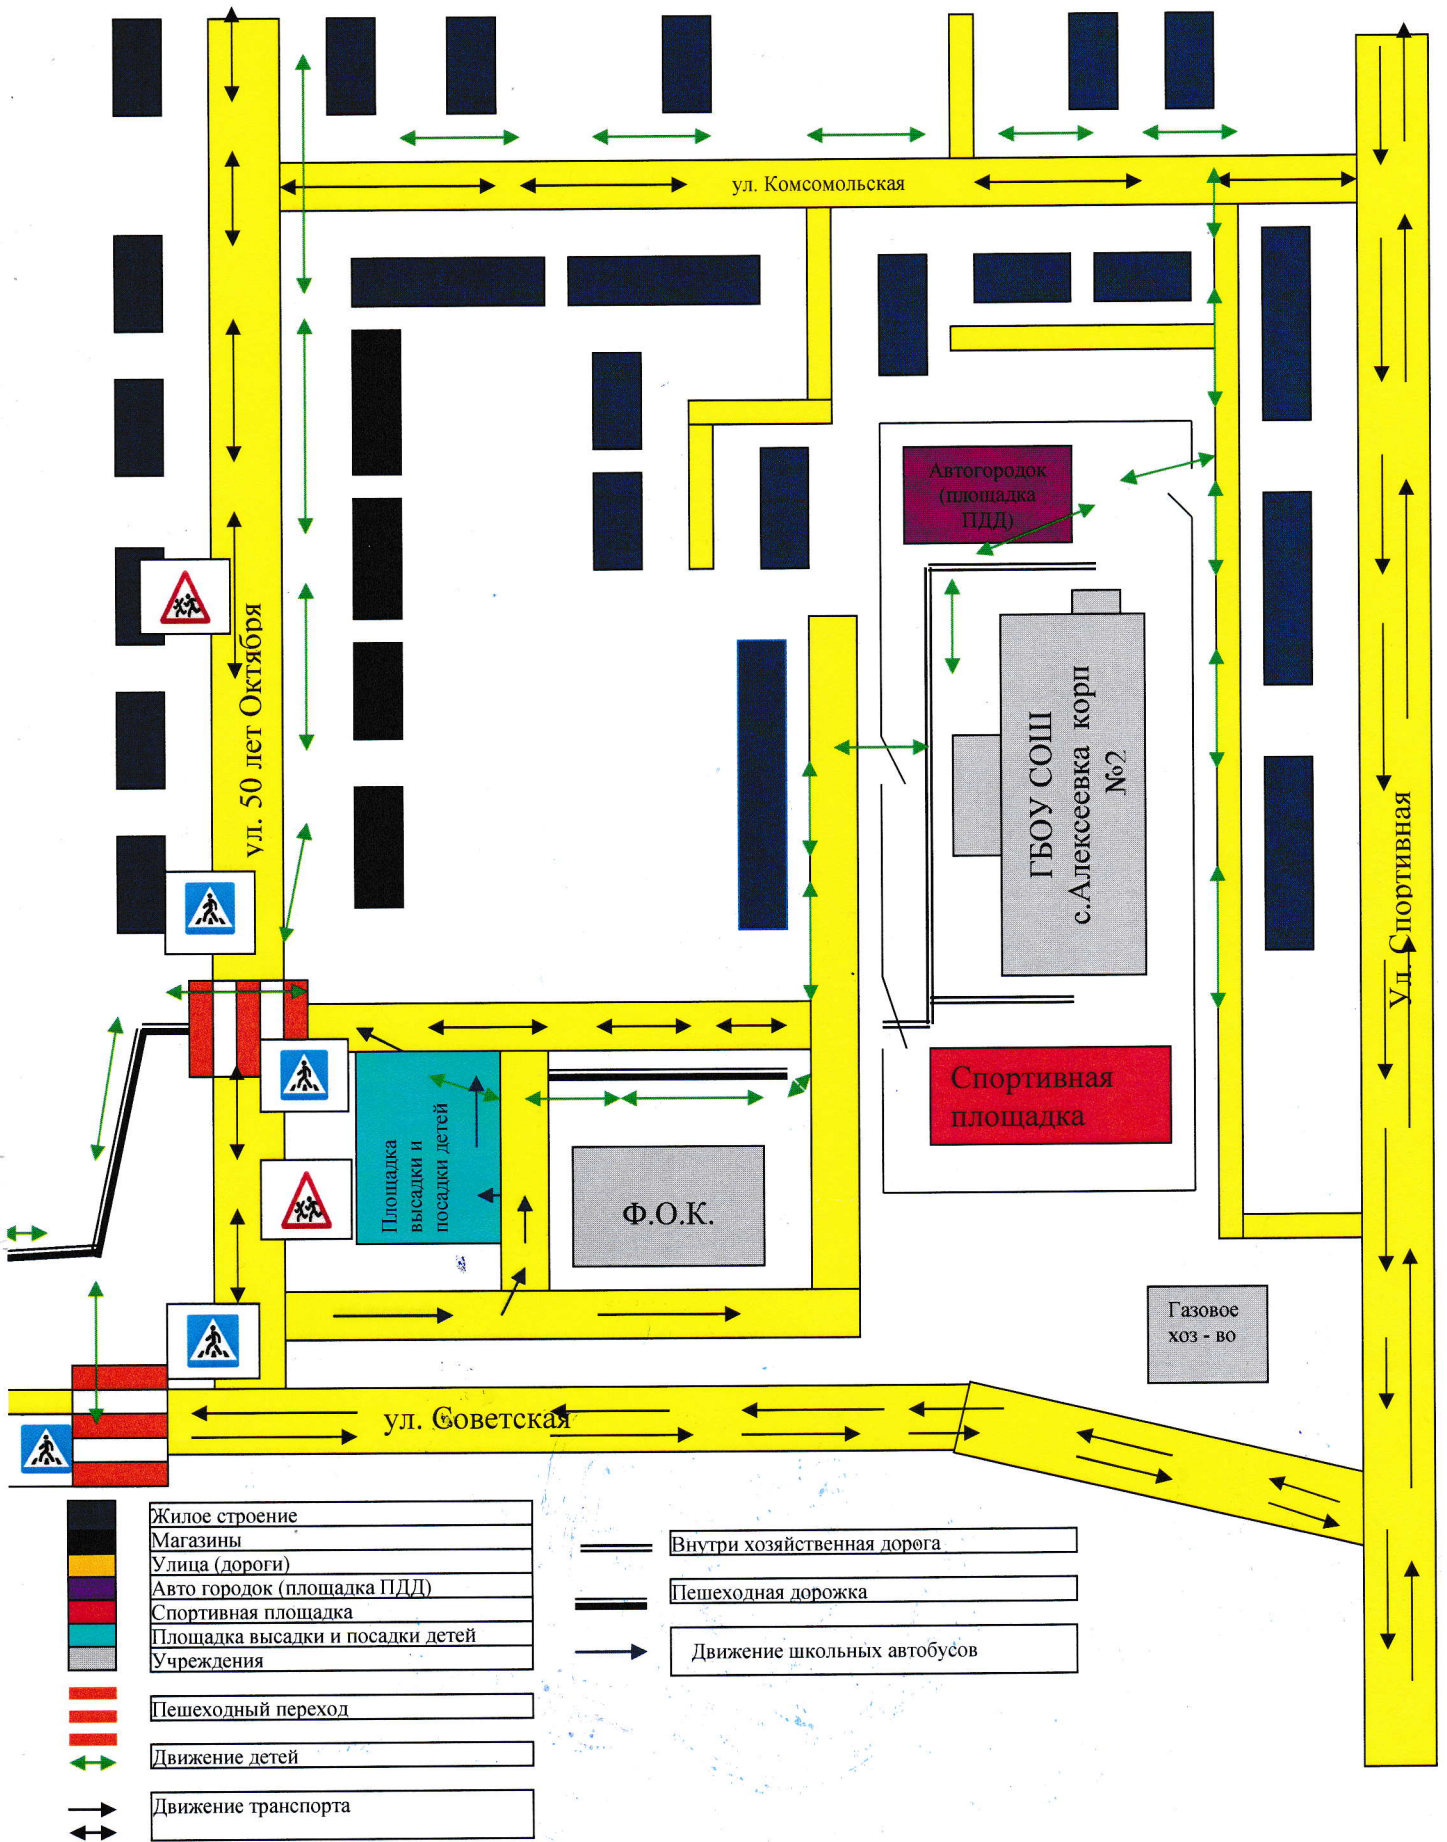 ул. Комсомольская
Автогородок
(площадка
ПДД)
ул. 50 лет Октября
ГБОУ СОШ
с.Алексеевка корп
№2
Ул. Спортивная
Спортивная
площадка
Площадка
высадки и
посадки детей
Ф.О.К.
Газовое
хоз - во
ул. Советская
Жилое строение
Магазины
Улица (дороги)
Авто городок (площадка ПДД)
Спортивная площадка
Площадка высадки и посадки детей
Учреждения
Пешеходный переход
Движение детей
Движение транспорта
Внутри хозяйственная дорога
Пешеходная дорожка
Движение школьных автобусов